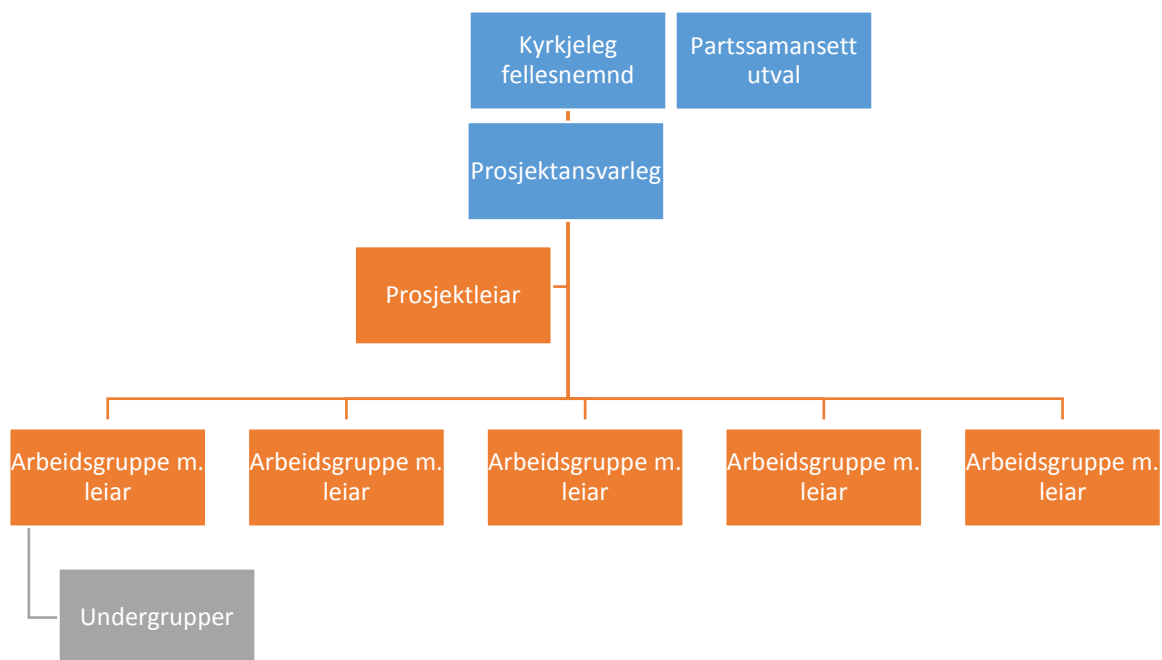 Kyrkjeleg
fellesnemnd
Partssamansett
utval
Prosjektansvarleg
Prosjektleiar
Arbeidsgruppe m.
leiar
Arbeidsgruppe m.
leiar
Arbeidsgruppe m.
leiar
Arbeidsgruppe m.
leiar
Arbeidsgruppe m.
leiar
Undergrupper